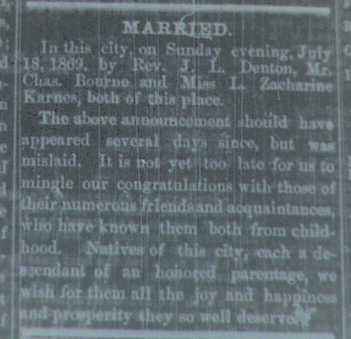 MARRIED.
In this city, on Sunday evening, July
18, 1869, by Rev. J. L. Denton, Mr.
Chas. Bourne and Miss L. Zacharine
Karnes, both of this place.
The above announcement should have
appeared several days since, but was
mislaid. It is not yet too late for us to
mingle our congratulations with those of
their numerous friends and acquaintances,
who have known them both from child-
hood. Natives of this city, each a de-
scendant of an honored parentage, we
wish for them all the joy and happiness
and prosperity they so well deserve.